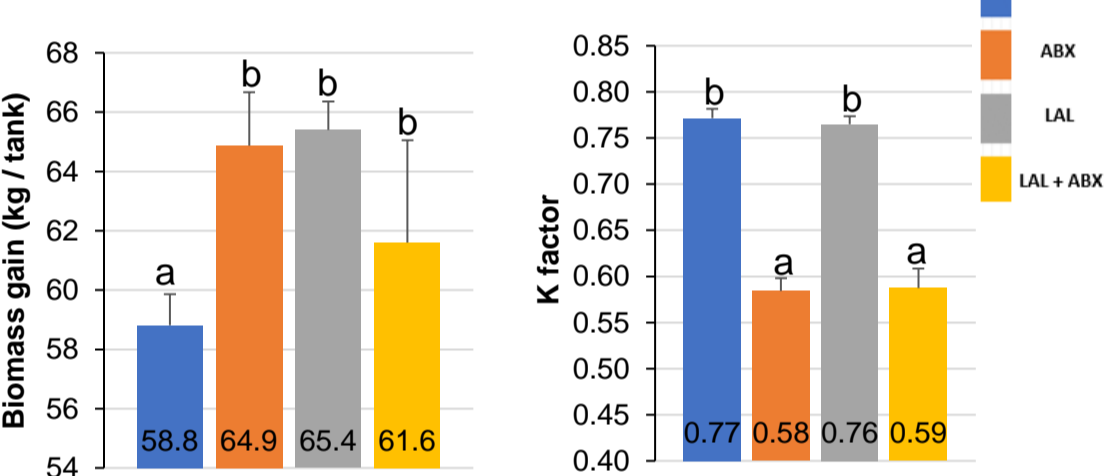 Biomass gain (kg / tank)
68
66
64
62
60
58
56
54
a
b
b
b
58.8
64.9
65.4
61.6
K factor
0.85
0.80
0.75
0.70
0.65
0.60
0.55
0.50
0.45
0.40
b
a
b
a
0.77
0.58
0.76
0.59
ABX
LAL
LAL + ABX